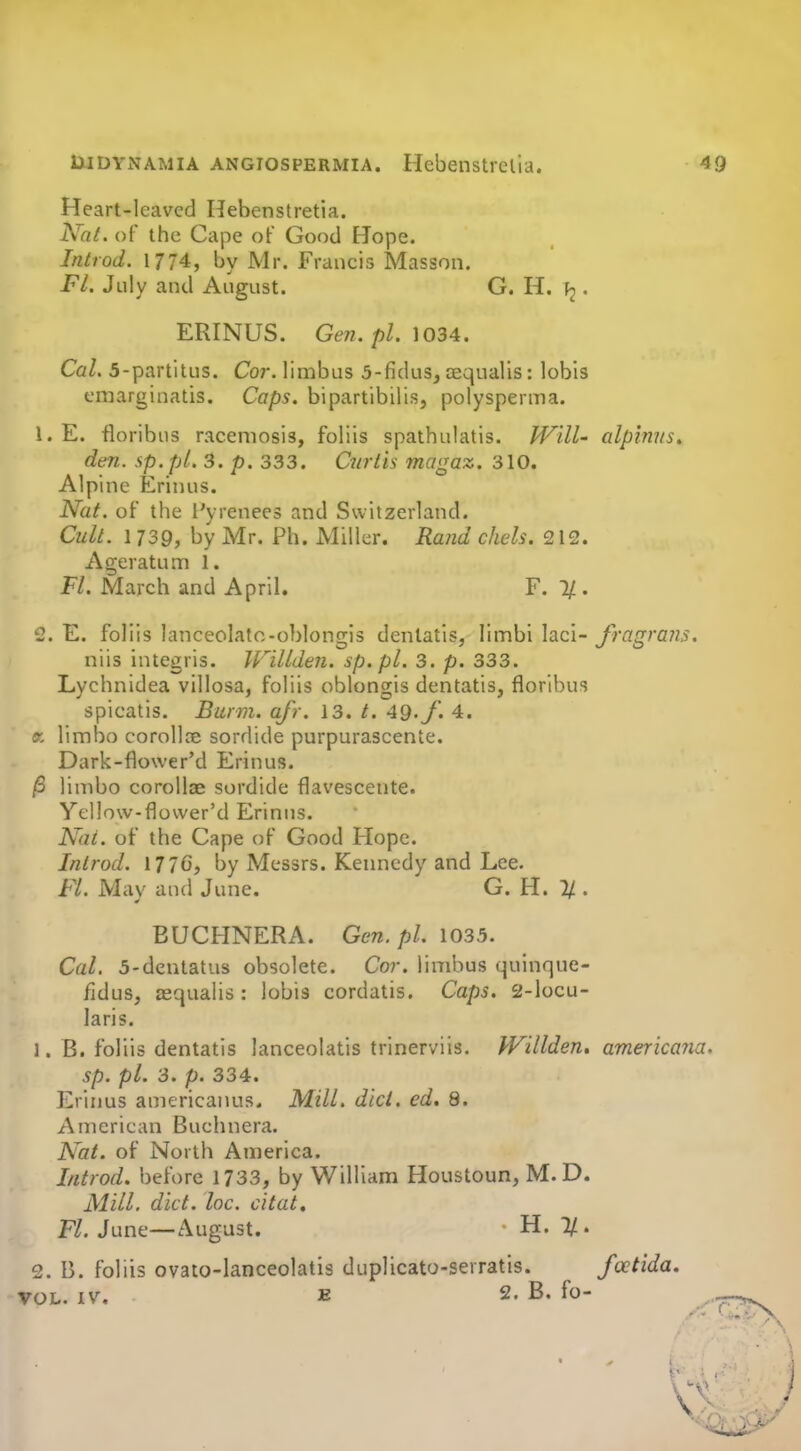 DIDYNAMIA ANGIOSPERMIA. Hebenstretia. 49
Heart-leaved Hebenstretia.
Nat. of the Cape of Good Hope.
Introd. 1774, by Mr. Francis Masson.
Fl. July and August. G. H. ♄.
ERINUS. Gen. pl. 1034.
Cal. 5-partitus. Cor. limbus 5-fidus, æqualis: lobis
emarginatis. Caps. bipartibilis, polysperma.
1. E. floribus racemosis, foliis spathulatis. Will- alpinus.
den. sp. pl. 3. p. 333. Curtis magaz. 310.
Alpine Erinus.
Nat. of the Pyrenees and Switzerland.
Cult. 1739, by Mr. Ph. Miller. Rand chels. 212.
Ageratum 1.
Fl. March and April. F. ♃.
2. E. foliis lanceolato-oblongis dentatis, limbi laci- fragrans.
niis integris. Willden. sp. pl. 3. p. 333.
Lychnidea villosa, foliis oblongis dentatis, floribus
spicatis. Burm. afr. 13. t. 49. f. 4.
α limbo corollæ sordide purpurascente.
Dark-flower'd Erinus.
β limbo corollæ sordide flavescente.
Yellow-flower'd Erinus.
Nat. of the Cape of Good Hope.
Introd. 1776, by Messrs. Kennedy and Lee.
Fl. May and June. G. H. ♃.
BUCHNERA. Gen. pl. 1035.
Cal. 5-dentatus obsolete. Cor. limbus quinque-
fidus, æqualis: lobis cordatis. Caps. 2-locu-
laris.
1. B. foliis dentatis lanceolatis trinerviis. Willden. americana.
sp. pl. 3. p. 334.
Erinus americanus. Mill. dict. ed. 8.
American Buchnera.
Nat. of North America.
Introd. before 1733, by William Houstoun, M. D.
Mill. dict. loc. citat.
Fl. June—August. H. ♃.
2. B. foliis ovato-lanceolatis duplicato-serratis. fœtida.
VOL. IV. E 2. B. fo-